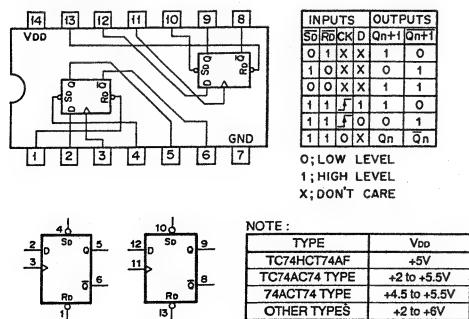 14 13 12 11 10 9 8
VDD
Q Q̅
SD RD
D
Q Q̅
SD RD
D
GND
1 2 3 4 5 6 7
INPUTS OUTPUTS
S̅D̅ R̅D̅ CK D Qn+1 Q̅n+1
0 1 X X 1 0
1 0 X X 0 1
0 0 X X 1 1
1 1 1 1 0
1 1 0 0 1
1 1 0 X Qn Q̅n
0; LOW LEVEL
1; HIGH LEVEL
X; DON'T CARE
4 10
SD SD
2 D Q 5 12 D Q 9
3 11
Q̅ 6 Q̅ 8
RD RD
1 13
NOTE :
TYPE VDD
TC74HCT74AF +5V
TC74AC74 TYPE +2 to +5.5V
74ACT74 TYPE +4.5 to +5.5V
OTHER TYPES +2 to +6V